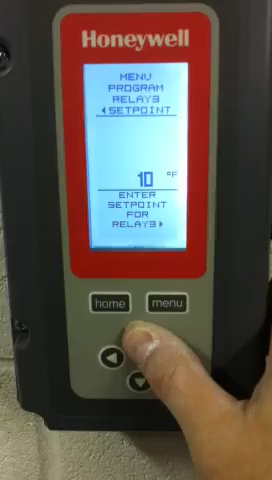 Honeywell
MENU
PROGRAM
RELAY3
◂SETPOINT
10 °F
ENTER
SETPOINT
FOR
RELAY3▸
home menu